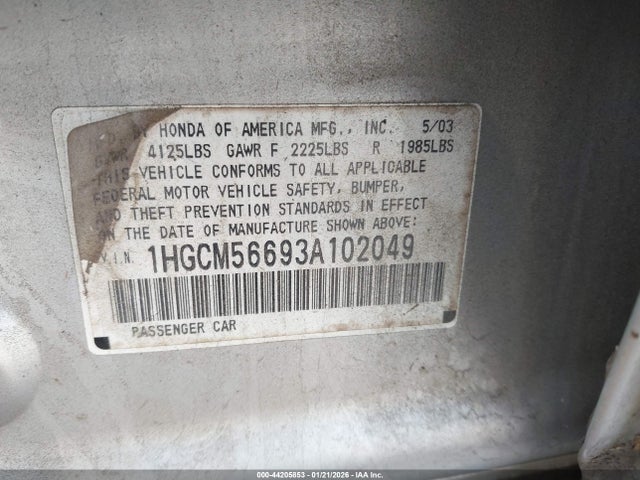 BY HONDA OF AMERICA MFG., INC. 5/03
4125LBS GAWR F 2225LBS R 1985LBS
THIS VEHICLE CONFORMS TO ALL APPLICABLE
FEDERAL MOTOR VEHICLE SAFETY, BUMPER,
AND THEFT PREVENTION STANDARDS IN EFFECT
ON THE DATE OF MANUFACTURE SHOWN ABOVE:
V.I.N. 1HGCM56693A102049
PASSENGER CAR
000-44205853 - 01/21/2026 - IAA Inc.